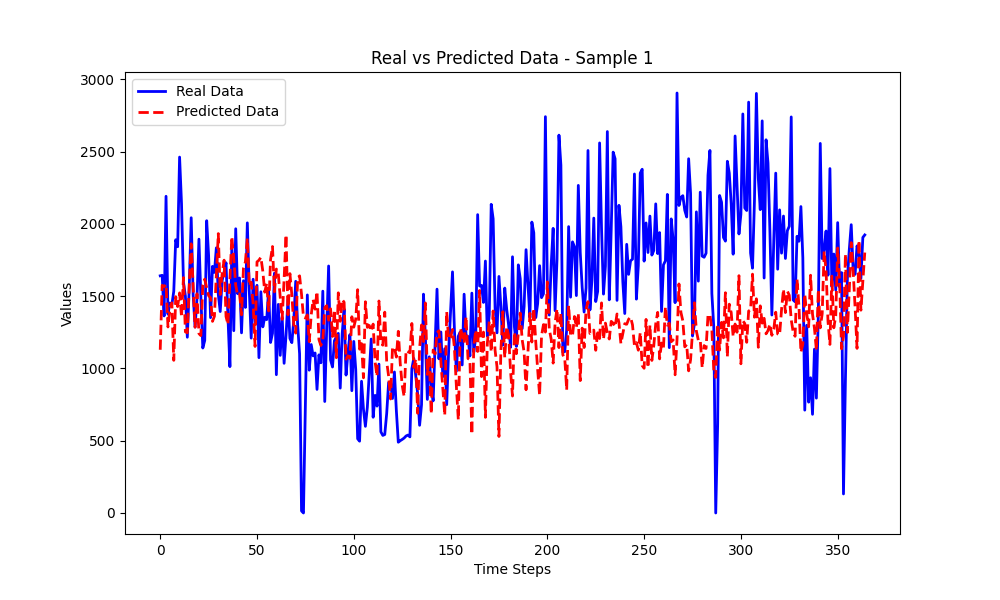 Real vs Predicted Data - Sample 1
Real Data
Predicted Data
3000
2500
2000
1500
1000
500
0
Values
0 50 100 150 200 250 300 350
Time Steps